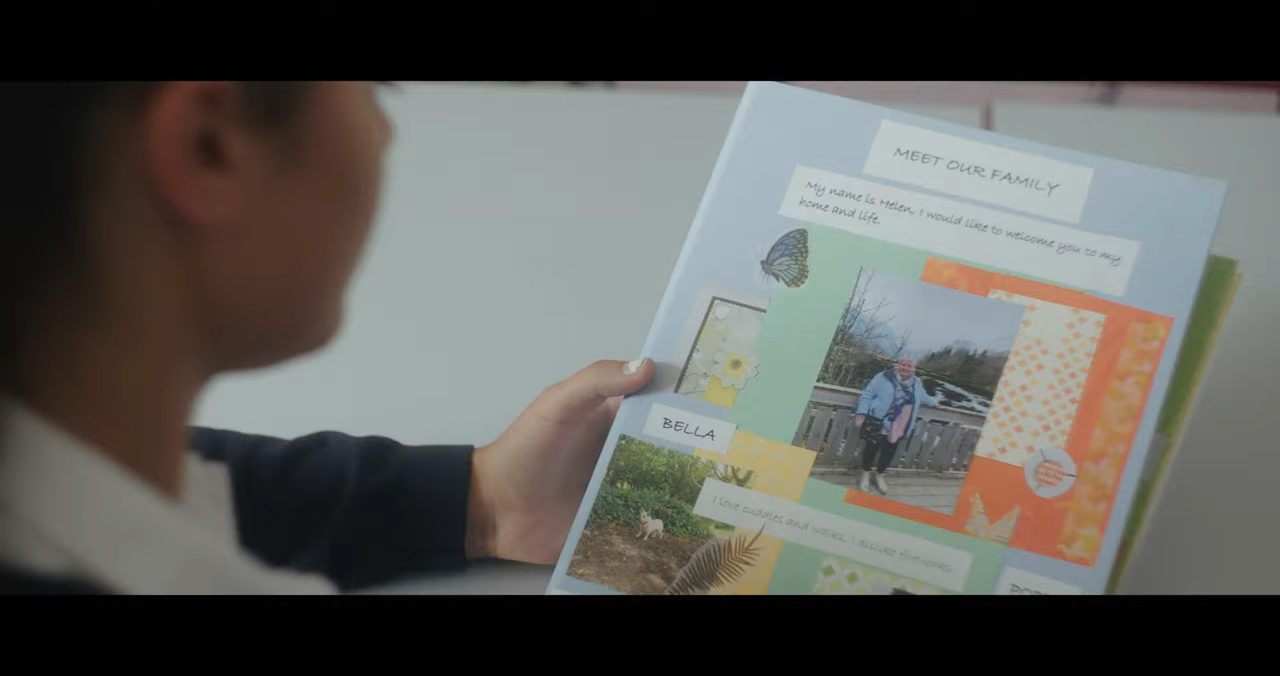 MEET OUR FAMILY
My name is Helen, I would like to welcome you to my
home and life.
BELLA
I love cuddles and walks. I dislike